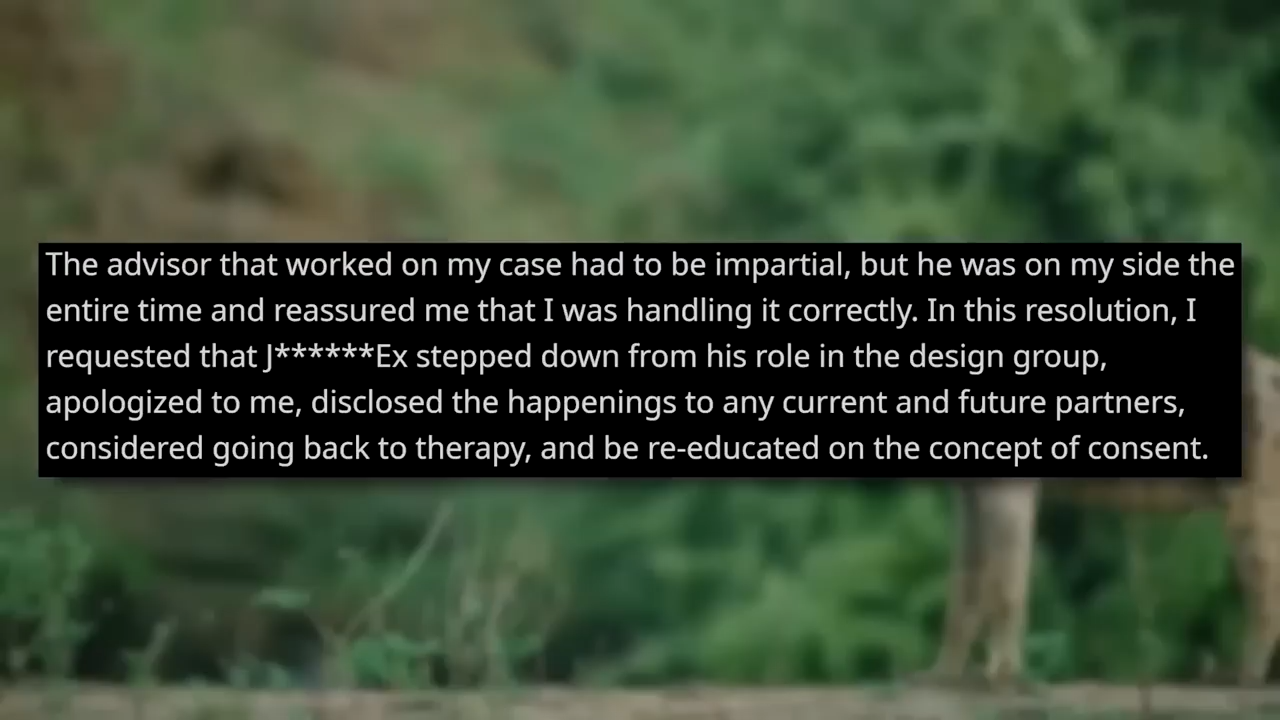 The advisor that worked on my case had to be impartial, but he was on my side the
entire time and reassured me that I was handling it correctly. In this resolution, I
requested that J******Ex stepped down from his role in the design group,
apologized to me, disclosed the happenings to any current and future partners,
considered going back to therapy, and be re-educated on the concept of consent.